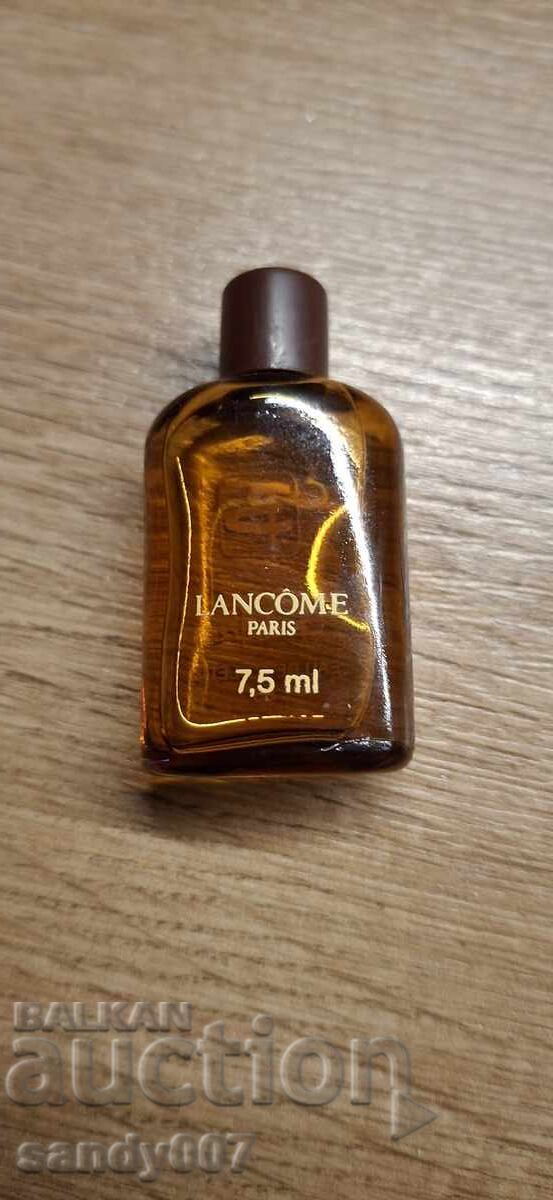 LANCÔME
PARIS
7,5 ml
BALKAN
auction
sandy007